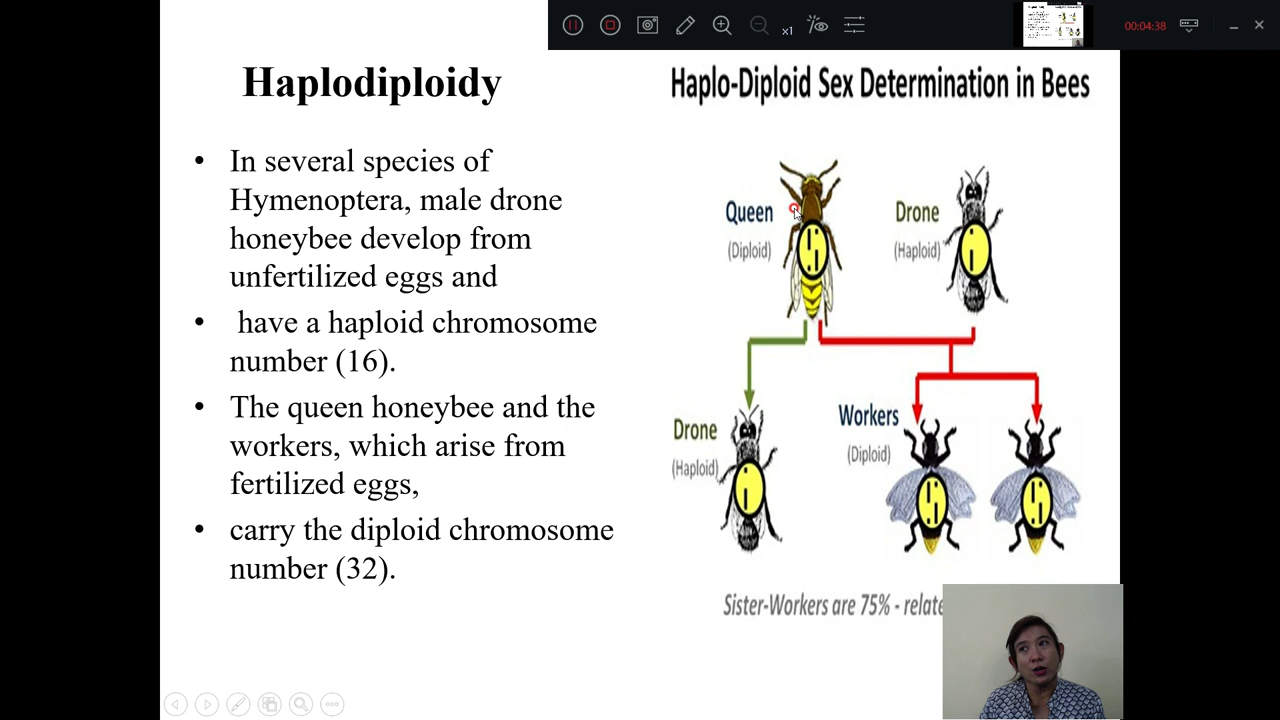 x1
00:04:38
Haplodiploidy
• In several species of
Hymenoptera, male drone
honeybee develop from
unfertilized eggs and
• have a haploid chromosome
number (16).
• The queen honeybee and the
workers, which arise from
fertilized eggs,
• carry the diploid chromosome
number (32).
Haplo-Diploid Sex Determination in Bees
Queen
(Diploid)
Drone
(Haploid)
Drone
(Haploid)
Workers
(Diploid)
Sister-Workers are 75% - relate